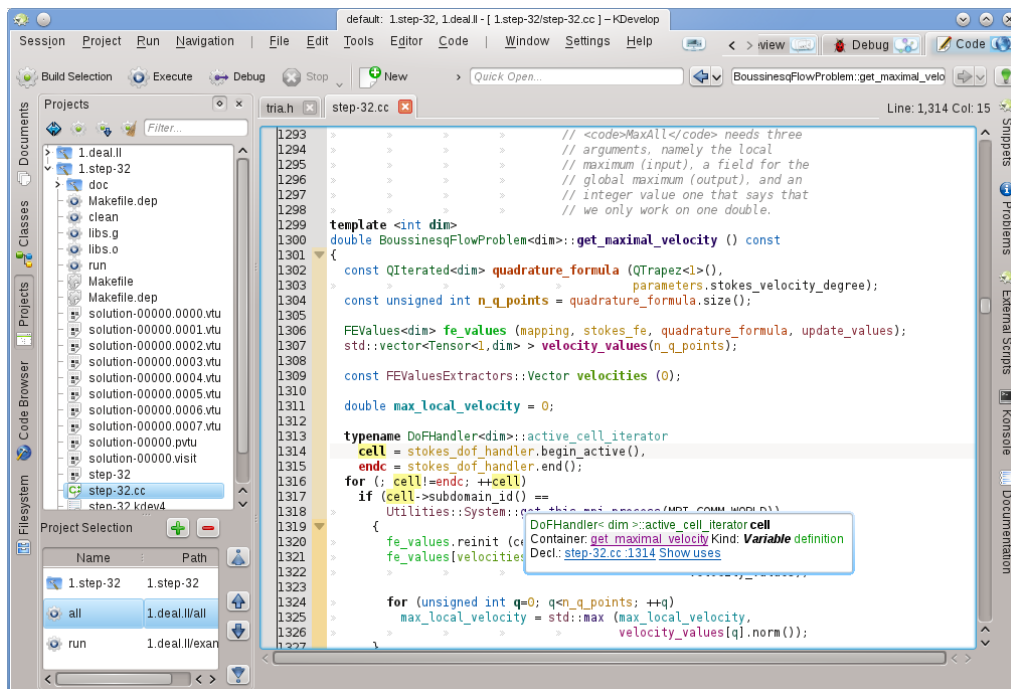 default: 1.step-32, 1.deal.II - [ 1.step-32/step-32.cc ] – KDevelop
Session Project Run Navigation File Edit Tools Editor Code Window Settings Help < > view Debug Code
Build Selection Execute Debug Stop New > Quick Open... BoussinesqFlowProblem::get_maximal_velo
Projects
Filter...
tria.h step-32.cc Line: 1,314 Col: 15
Documents
Classes
Projects
Code Browser
Filesystem
1.deal.II
1.step-32
doc
Makefile.dep
clean
libs.g
libs.o
run
Makefile
Makefile.dep
solution-00000.0000.vtu
solution-00000.0001.vtu
solution-00000.0002.vtu
solution-00000.0003.vtu
solution-00000.0004.vtu
solution-00000.0005.vtu
solution-00000.0006.vtu
solution-00000.0007.vtu
solution-00000.pvtu
solution-00000.visit
step-32
step-32.cc
step-32.kdev4
Project Selection
Name Path
1.step-32 1.step-32
all 1.deal.II/all
run 1.deal.II/exan
1293 // <code>MaxAll</code> needs three
1294 // arguments, namely the local
1295 // maximum (input), a field for the
1296 // global maximum (output), and an
1297 // integer value one that says that
1298 // we only work on one double.
1299 template <int dim>
1300 double BoussinesqFlowProblem<dim>::get_maximal_velocity () const
1301 {
1302 const QIterated<dim> quadrature_formula (QTrapez<1>(),
1303 parameters.stokes_velocity_degree);
1304 const unsigned int n_q_points = quadrature_formula.size();
1305
1306 FEValues<dim> fe_values (mapping, stokes_fe, quadrature_formula, update_values);
1307 std::vector<Tensor<1,dim> > velocity_values(n_q_points);
1308
1309 const FEValuesExtractors::Vector velocities (0);
1310
1311 double max_local_velocity = 0;
1312
1313 typename DoFHandler<dim>::active_cell_iterator
1314 cell = stokes_dof_handler.begin_active(),
1315 endc = stokes_dof_handler.end();
1316 for (; cell!=endc; ++cell)
1317 if (cell->subdomain_id() ==
1318 Utilities::System::get_this_mpi_process(MPI_COMM_WORLD))
1319 {
1320 fe_values.reinit (ce
1321 fe_values[velocities
1322
1323
1324 for (unsigned int q=0; q<n_q_points; ++q)
1325 max_local_velocity = std::max (max_local_velocity,
1326 velocity_values[q].norm());
1327 }
DoFHandler< dim >::active_cell_iterator cell
Container: get_maximal_velocity Kind: Variable definition
Decl.: step-32.cc :1314 Show uses
Snippets
Problems
External Scripts
Konsole
Documentation